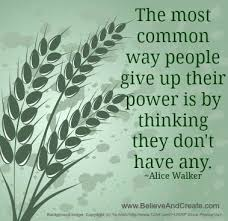 The most
common
way people
give up their
power is by
thinking
they don't
have any.
~Alice Walker
www.BelieveAndCreate.com